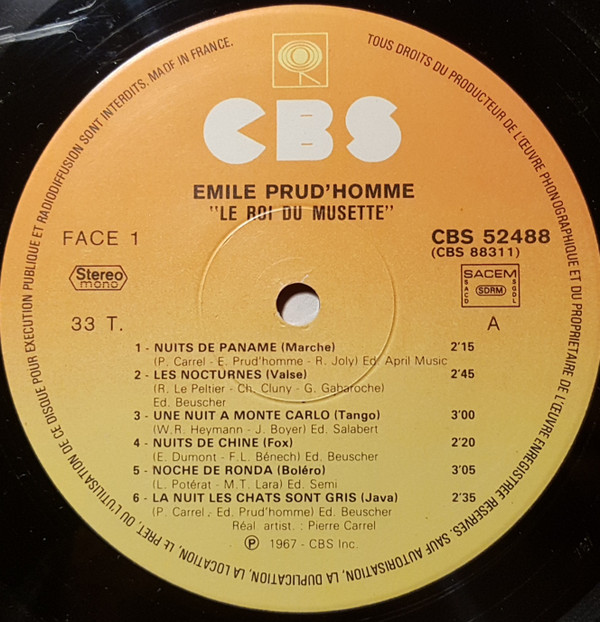 TOUS DROITS DU PRODUCTEUR DE L'ŒUVRE PHONOGRAPHIQUE ET DU PROPRIETAIRE DE L'ŒUVRE ENREGISTREE RESERVES. SAUF AUTORISATION, LA DUPLICATION, LA LOCATION, LE PRET, OU L'UTILISATION DE CE DISQUE POUR EXECUTION PUBLIQUE ET RADIODIFFUSION SONT INTERDITS. MADE IN FRANCE.
CBS
EMILE PRUD'HOMME
"LE ROI DU MUSETTE"
FACE 1
CBS 52488
(CBS 88311)
Stereo
mono
SACEM
SACD
SDRM
SGDL
33 T.
A
1 - NUITS DE PANAME (Marche) 2'15
(P. Carrel - E. Prud'homme - R. Joly) Ed. April Music
2 - LES NOCTURNES (Valse) 2'45
(R. Le Peltier - Ch. Cluny - G. Gabaroche)
Ed. Beuscher
3 - UNE NUIT A MONTE CARLO (Tango) 3'00
(W.R. Heymann - J. Boyer) Ed. Salabert
4 - NUITS DE CHINE (Fox) 2'20
(E. Dumont - F.L. Bénech) Ed. Beuscher
5 - NOCHE DE RONDA (Boléro) 3'05
(L. Potérat - M.T. Lara) Ed. Semi
6 - LA NUIT LES CHATS SONT GRIS (Java) 2'35
(P. Carrel . Ed. Prud'homme) Ed. Beuscher
Réal. artist. : Pierre Carrel
℗ 1967 - CBS Inc.